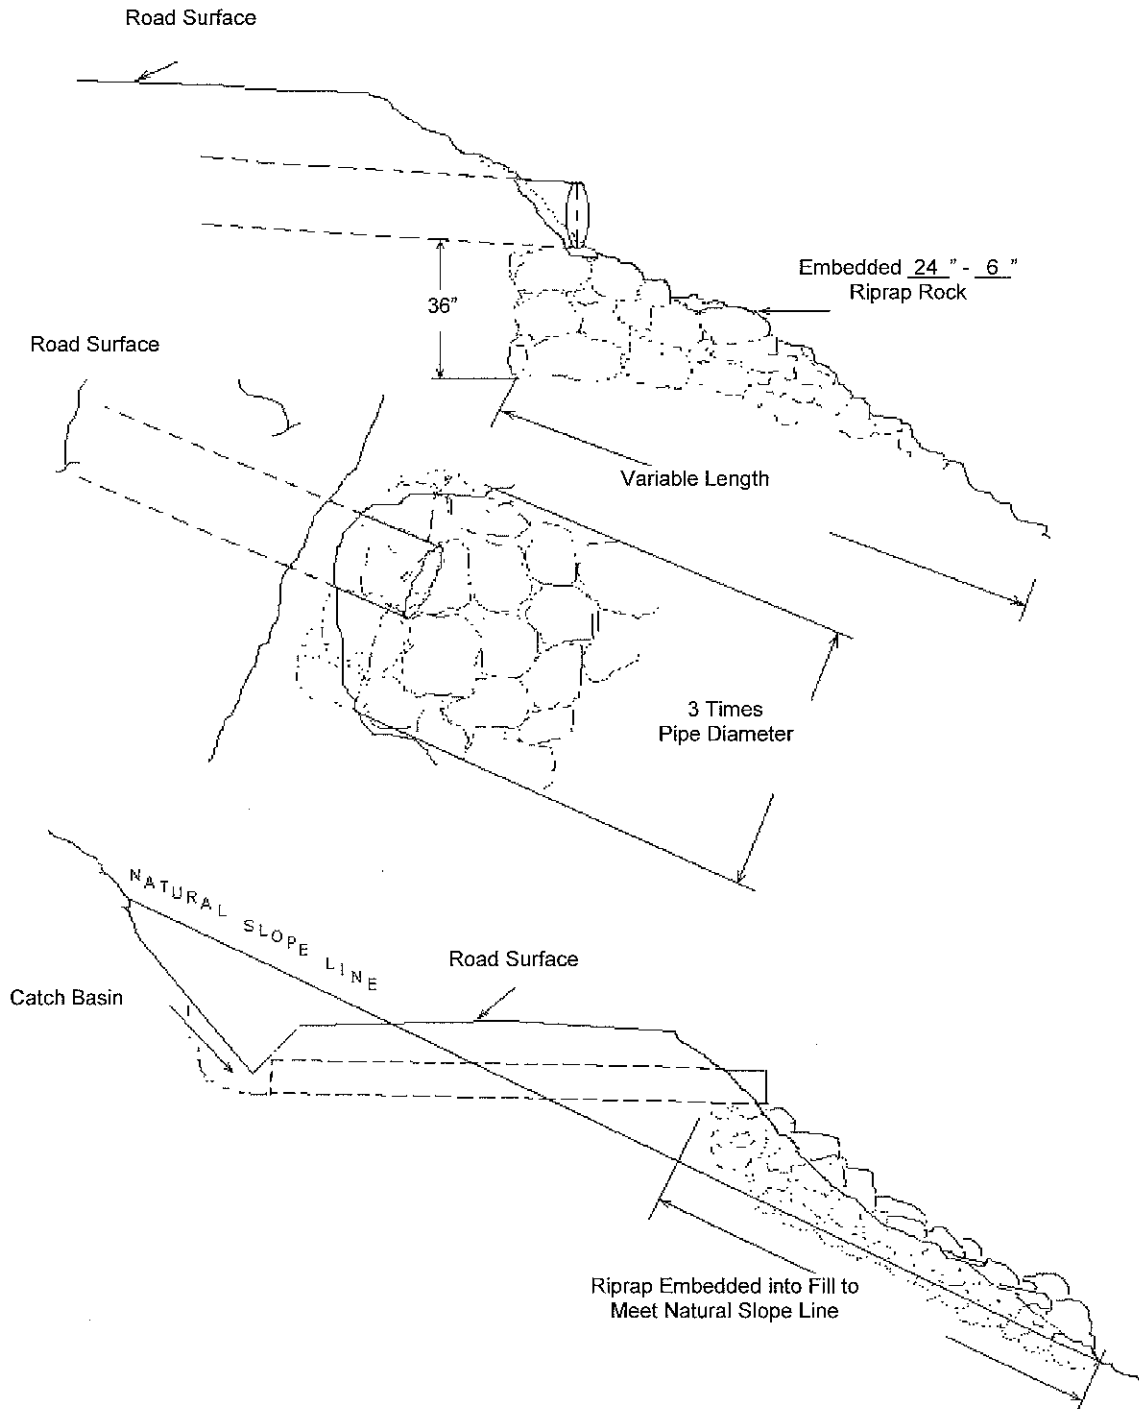 Road Surface
Embedded 24 " - 6 "
Riprap Rock
36"
Road Surface
Variable Length
3 Times
Pipe Diameter
NATURAL SLOPE LINE
Road Surface
Catch Basin
Riprap Embedded into Fill to
Meet Natural Slope Line